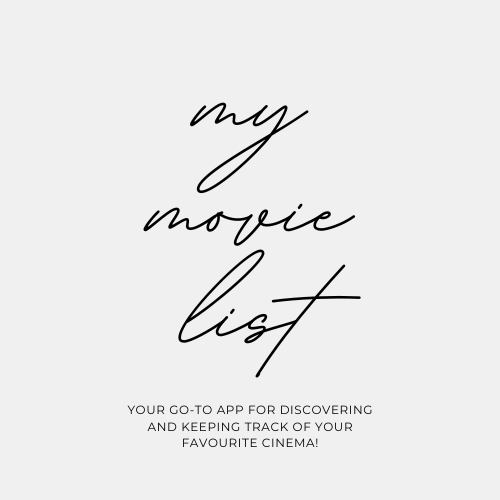 my
movie
list
YOUR GO-TO APP FOR DISCOVERING
AND KEEPING TRACK OF YOUR
FAVOURITE CINEMA!